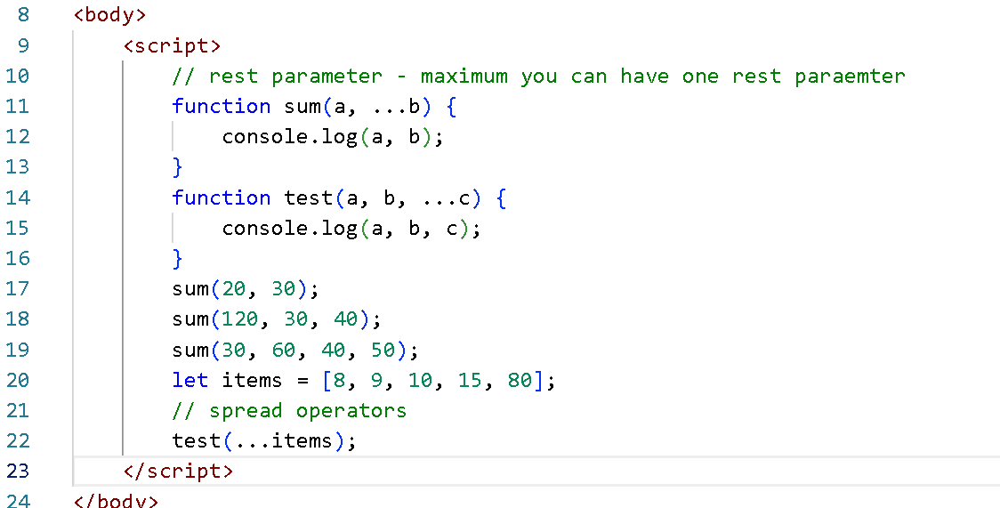 8 <body>
9 <script>
10 // rest parameter - maximum you can have one rest paraemter
11 function sum(a, ...b) {
12 console.log(a, b);
13 }
14 function test(a, b, ...c) {
15 console.log(a, b, c);
16 }
17 sum(20, 30);
18 sum(120, 30, 40);
19 sum(30, 60, 40, 50);
20 let items = [8, 9, 10, 15, 80];
21 // spread operators
22 test(...items);
23 </script>
24 </body>